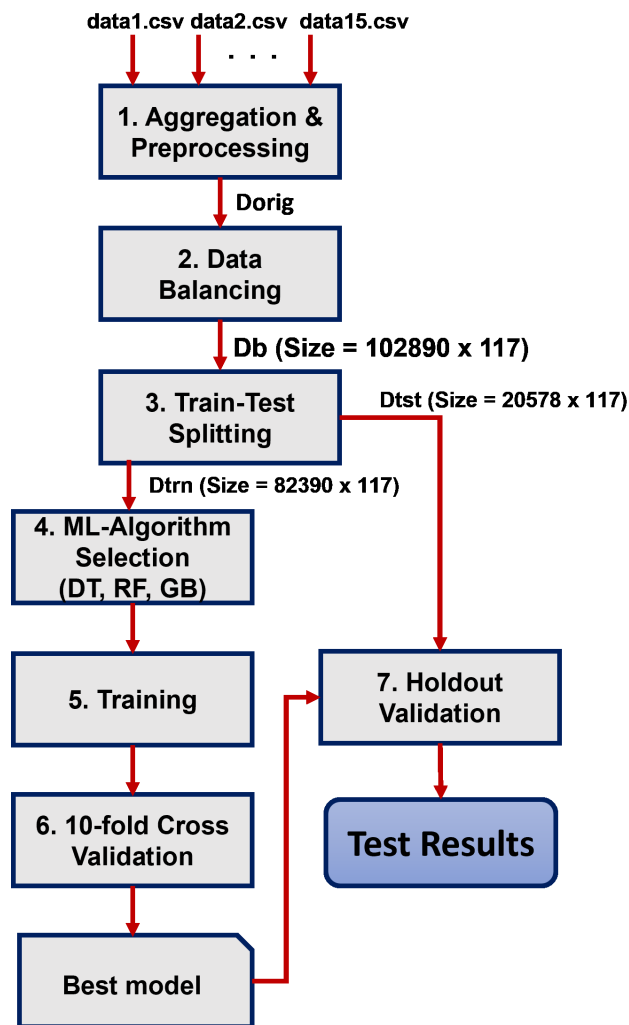 data1.csv data2.csv data15.csv
. . .
1. Aggregation &
Preprocessing
Dorig
2. Data
Balancing
Db (Size = 102890 x 117)
3. Train-Test
Splitting
Dtst (Size = 20578 x 117)
Dtrn (Size = 82390 x 117)
4. ML-Algorithm
Selection
(DT, RF, GB)
5. Training
6. 10-fold Cross
Validation
Best model
7. Holdout
Validation
Test Results